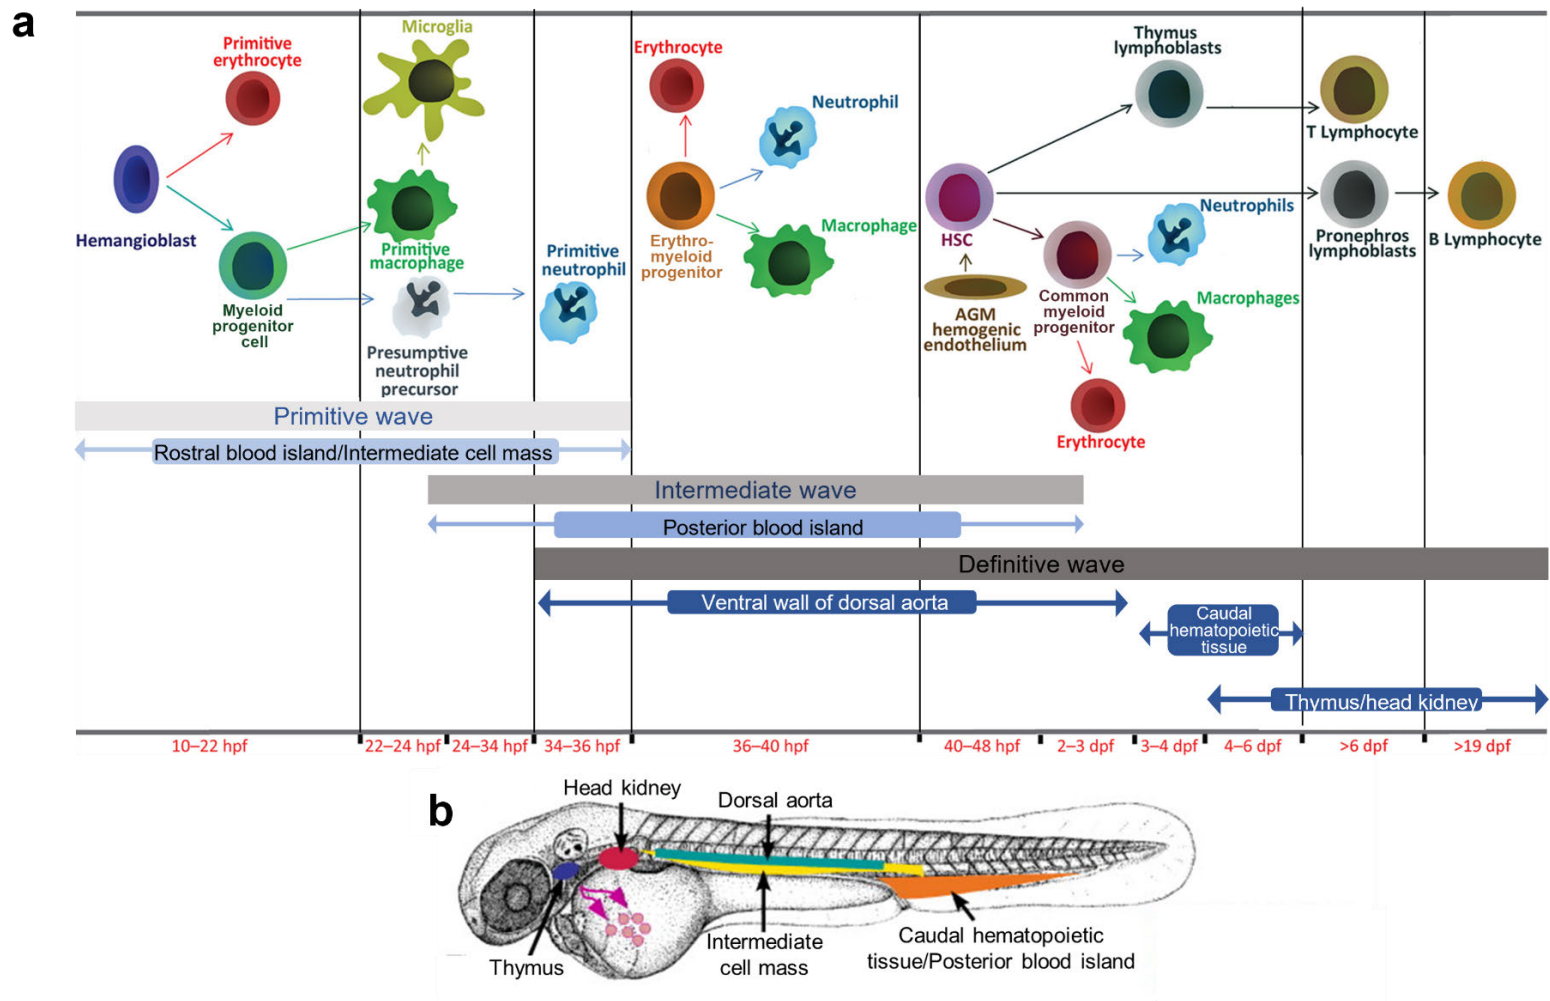 a
Primitive
erythrocyte
Hemangioblast
Myeloid
progenitor
cell
Microglia
Primitive
macrophage
Presumptive
neutrophil
precursor
Primitive
neutrophil
Erythrocyte
Neutrophil
Erythro-
myeloid
progenitor
Macrophage
Thymus
lymphoblasts
T Lymphocyte
HSC
Neutrophils
Pronephros
lymphoblasts
B Lymphocyte
AGM
hemogenic
endothelium
Common
myeloid
progenitor
Macrophages
Erythrocyte
Primitive wave
Rostral blood island/Intermediate cell mass
Intermediate wave
Posterior blood island
Definitive wave
Ventral wall of dorsal aorta
Caudal
hematopoietic
tissue
Thymus/head kidney
10–22 hpf
22–24 hpf
24–34 hpf
34–36 hpf
36–40 hpf
40–48 hpf
2–3 dpf
3–4 dpf
4–6 dpf
>6 dpf
>19 dpf
b
Head kidney
Dorsal aorta
Thymus
Intermediate
cell mass
Caudal hematopoietic
tissue/Posterior blood island